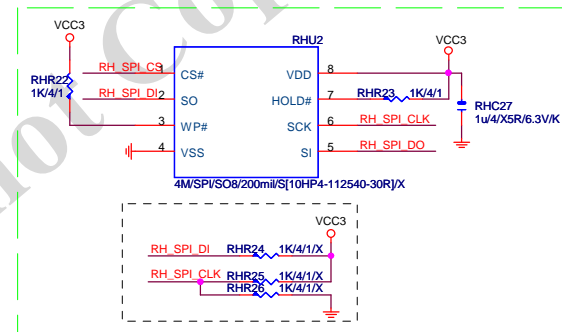 VCC3
RHU2
VCC3
RH_SPI_CS 1 CS# VDD 8
RHR22
1K/4/1
RH_SPI_DI 2 SO HOLD# 7 RHR23 1K/4/1
RHC27
1u/4/X5R/6.3V/K
3 WP# SCK 6 RH_SPI_CLK
4 VSS SI 5 RH_SPI_DO
4M/SPI/SO8/200mil/S[10HP4-112540-30R]/X
VCC3
RH_SPI_DI RHR24 1K/4/1/X
RH_SPI_CLK RHR25 1K/4/1/X
RHR26 1K/4/1/X